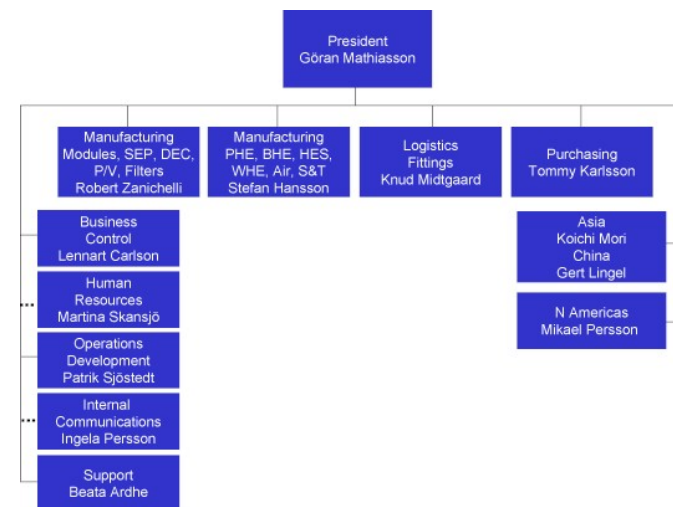 President
Göran Mathiasson
Manufacturing
Modules, SEP, DEC,
P/V, Filters
Robert Zanichelli
Manufacturing
PHE, BHE, HES,
WHE, Air, S&T
Stefan Hansson
Logistics
Fittings
Knud Midtgaard
Purchasing
Tommy Karlsson
Business
Control
Lennart Carlson
Human
Resources
Martina Skansjö
Operations
Development
Patrik Sjöstedt
Internal
Communications
Ingela Persson
Support
Beata Ardhe
Asia
Koichi Mori
China
Gert Lingel
N Americas
Mikael Persson